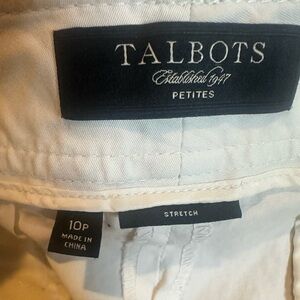 TALBOTS
Established 1947
PETITES
STRETCH
10P
MADE IN
CHINA